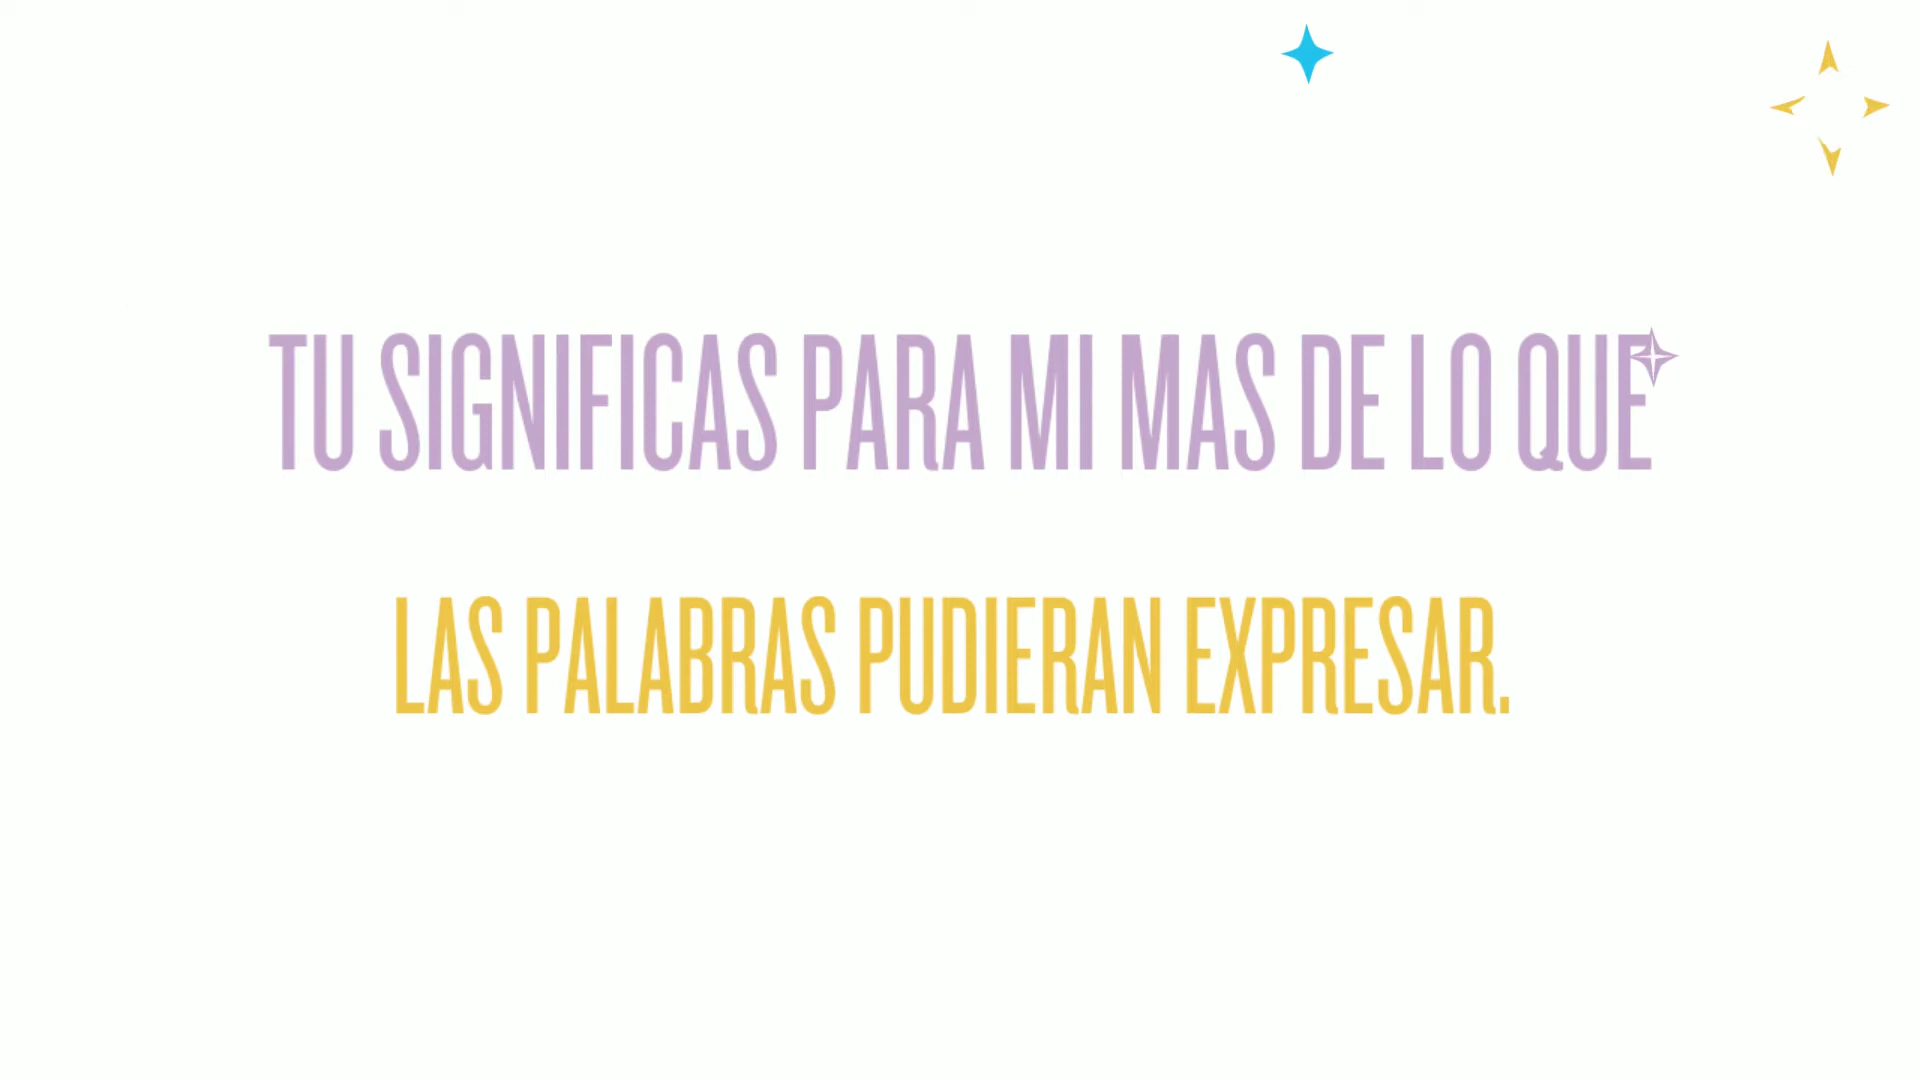 TU SIGNIFICAS PARA MI MAS DE LO QUE
LAS PALABRAS PUDIERAN EXPRESAR.